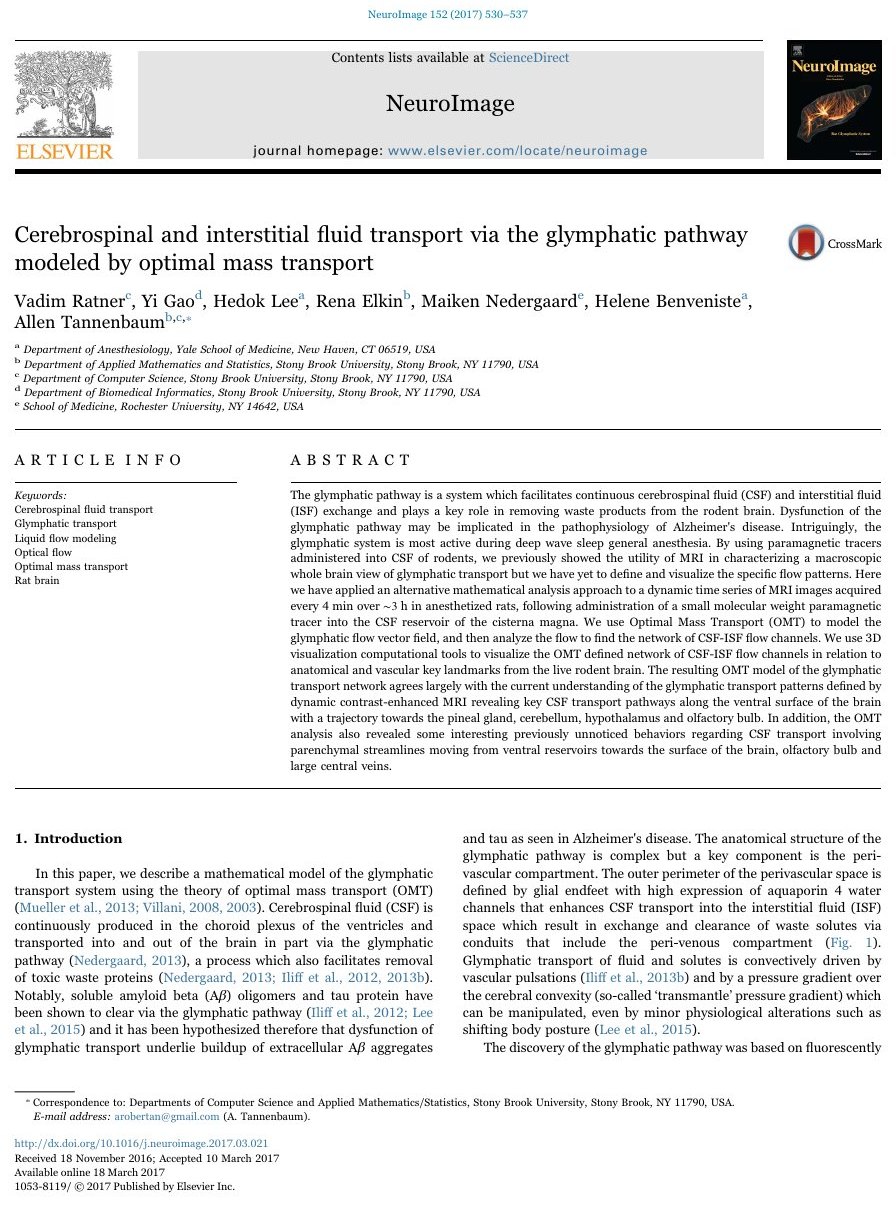 NeuroImage 152 (2017) 530–537
Contents lists available at ScienceDirect
NeuroImage
journal homepage: www.elsevier.com/locate/neuroimage
ELSEVIER
NeuroImage
Cerebrospinal and interstitial fluid transport via the glymphatic pathway
modeled by optimal mass transport
CrossMark
Vadim Ratnerc, Yi Gaod, Hedok Leea, Rena Elkinb, Maiken Nedergaarde, Helene Benvenistea,
Allen Tannenbaumb,c,⁎
a Department of Anesthesiology, Yale School of Medicine, New Haven, CT 06519, USA
b Department of Applied Mathematics and Statistics, Stony Brook University, Stony Brook, NY 11790, USA
c Department of Computer Science, Stony Brook University, Stony Brook, NY 11790, USA
d Department of Biomedical Informatics, Stony Brook University, Stony Brook, NY 11790, USA
e School of Medicine, Rochester University, NY 14642, USA
ARTICLE INFO
Keywords:
Cerebrospinal fluid transport
Glymphatic transport
Liquid flow modeling
Optical flow
Optimal mass transport
Rat brain
ABSTRACT
The glymphatic pathway is a system which facilitates continuous cerebrospinal fluid (CSF) and interstitial fluid
(ISF) exchange and plays a key role in removing waste products from the rodent brain. Dysfunction of the
glymphatic pathway may be implicated in the pathophysiology of Alzheimer's disease. Intriguingly, the
glymphatic system is most active during deep wave sleep general anesthesia. By using paramagnetic tracers
administered into CSF of rodents, we previously showed the utility of MRI in characterizing a macroscopic
whole brain view of glymphatic transport but we have yet to define and visualize the specific flow patterns. Here
we have applied an alternative mathematical analysis approach to a dynamic time series of MRI images acquired
every 4 min over ~3 h in anesthetized rats, following administration of a small molecular weight paramagnetic
tracer into the CSF reservoir of the cisterna magna. We use Optimal Mass Transport (OMT) to model the
glymphatic flow vector field, and then analyze the flow to find the network of CSF-ISF flow channels. We use 3D
visualization computational tools to visualize the OMT defined network of CSF-ISF flow channels in relation to
anatomical and vascular key landmarks from the live rodent brain. The resulting OMT model of the glymphatic
transport network agrees largely with the current understanding of the glymphatic transport patterns defined by
dynamic contrast-enhanced MRI revealing key CSF transport pathways along the ventral surface of the brain
with a trajectory towards the pineal gland, cerebellum, hypothalamus and olfactory bulb. In addition, the OMT
analysis also revealed some interesting previously unnoticed behaviors regarding CSF transport involving
parenchymal streamlines moving from ventral reservoirs towards the surface of the brain, olfactory bulb and
large central veins.
1. Introduction
In this paper, we describe a mathematical model of the glymphatic
transport system using the theory of optimal mass transport (OMT)
(Mueller et al., 2013; Villani, 2008, 2003). Cerebrospinal fluid (CSF) is
continuously produced in the choroid plexus of the ventricles and
transported into and out of the brain in part via the glymphatic
pathway (Nedergaard, 2013), a process which also facilitates removal
of toxic waste proteins (Nedergaard, 2013; Iliff et al., 2012, 2013b).
Notably, soluble amyloid beta (Aβ) oligomers and tau protein have
been shown to clear via the glymphatic pathway (Iliff et al., 2012; Lee
et al., 2015) and it has been hypothesized therefore that dysfunction of
glymphatic transport underlie buildup of extracellular Aβ aggregates
and tau as seen in Alzheimer's disease. The anatomical structure of the
glymphatic pathway is complex but a key component is the peri-
vascular compartment. The outer perimeter of the perivascular space is
defined by glial endfeet with high expression of aquaporin 4 water
channels that enhances CSF transport into the interstitial fluid (ISF)
space which result in exchange and clearance of waste solutes via
conduits that include the peri-venous compartment (Fig. 1).
Glymphatic transport of fluid and solutes is convectively driven by
vascular pulsations (Iliff et al., 2013b) and by a pressure gradient over
the cerebral convexity (so-called ‘transmantle’ pressure gradient) which
can be manipulated, even by minor physiological alterations such as
shifting body posture (Lee et al., 2015).
The discovery of the glymphatic pathway was based on fluorescently
⁎ Correspondence to: Departments of Computer Science and Applied Mathematics/Statistics, Stony Brook University, Stony Brook, NY 11790, USA.
E-mail address: arobertan@gmail.com (A. Tannenbaum).
http://dx.doi.org/10.1016/j.neuroimage.2017.03.021
Received 18 November 2016; Accepted 10 March 2017
Available online 18 March 2017
1053-8119/ © 2017 Published by Elsevier Inc.